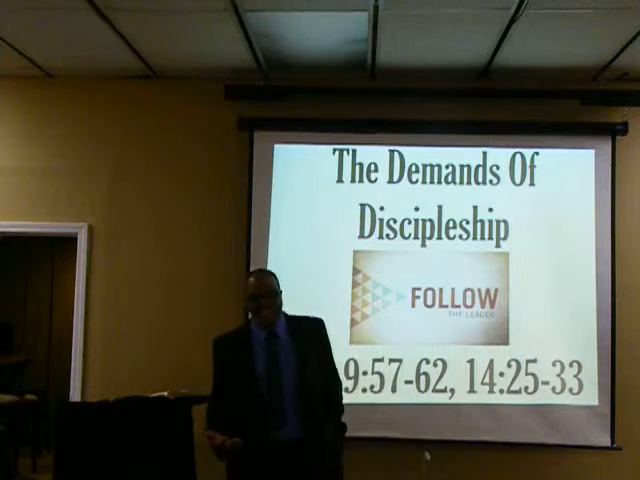 The Demands Of
Discipleship
FOLLOW
THE LEADER
9:57-62, 14:25-33